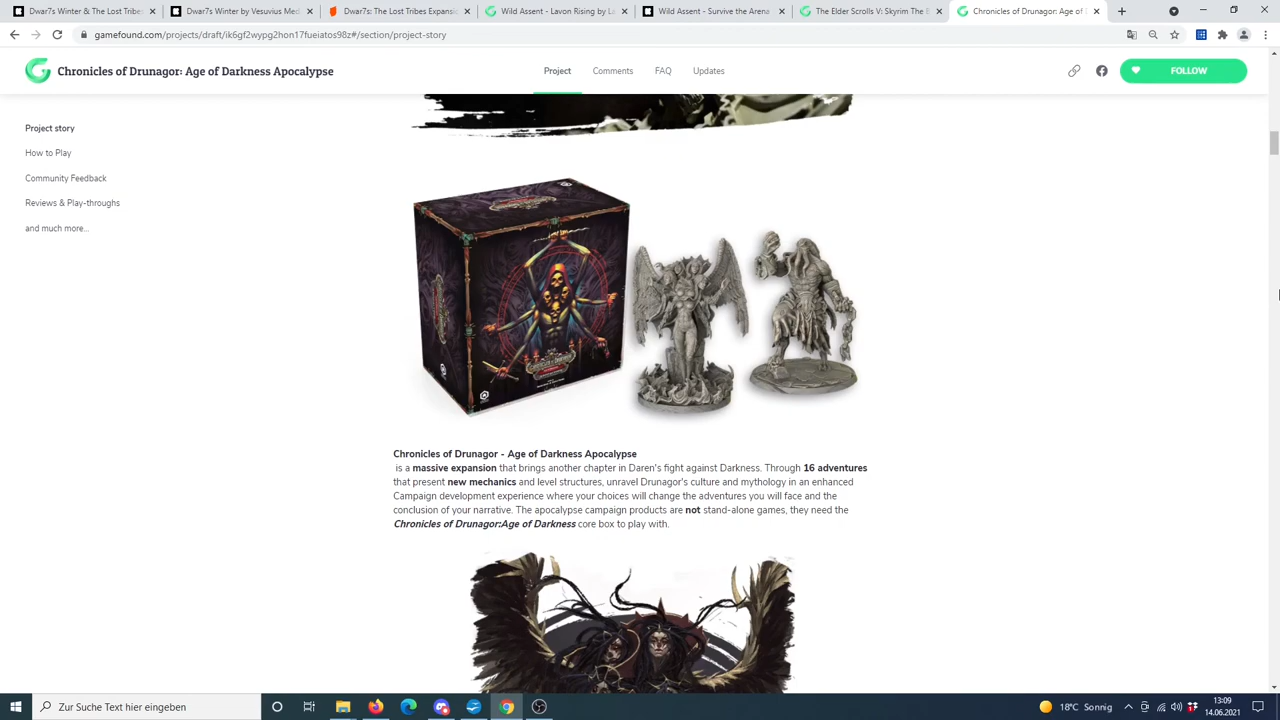 Dwar7s Winter & The Lost Tribes
Dwar7s Winter by Vesuvius Med
Dwar7s: The Lost Tribes Expansi
Wild Assent - Lavon Rising by La
Wild Assent - Survive the Arena
The Elder Scrolls V: Skyrim The B
Chronicles of Drunagor: Age of D
gamefound.com/projects/draft/ik6gf2wypg2hon17fueiatos98z#/section/project-story
Chronicles of Drunagor: Age of Darkness Apocalypse
Project
Comments
FAQ
Updates
FOLLOW
Project story
How to Play
Community Feedback
Reviews & Play-throughs
and much more...
Chronicles of Drunagor - Age of Darkness Apocalypse
is a massive expansion that brings another chapter in Daren's fight against Darkness. Through 16 adventures
that present new mechanics and level structures, unravel Drunagor's culture and mythology in an enhanced
Campaign development experience where your choices will change the adventures you will face and the
conclusion of your narrative. The apocalypse campaign products are not stand-alone games, they need the
Chronicles of Drunagor:Age of Darkness core box to play with.
Zur Suche Text hier eingeben
18°C Sonnig
13:09
14.06.2021